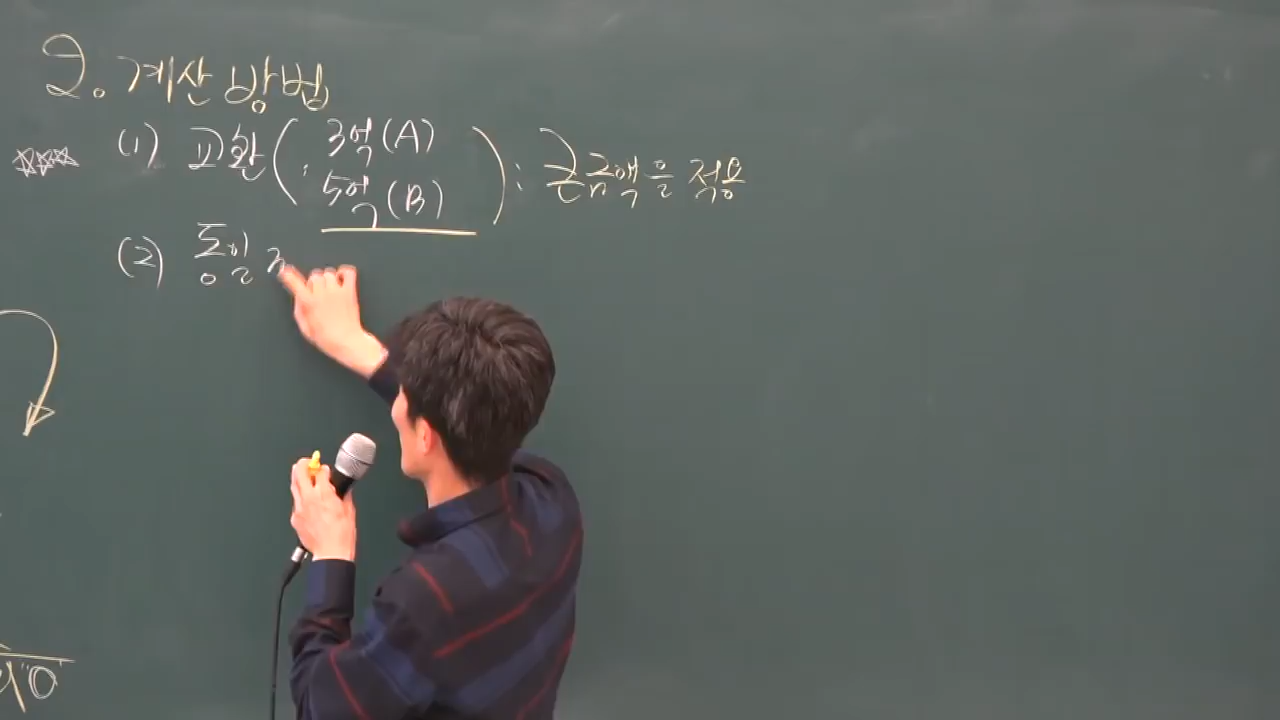 2. 계산 방법
(1) 교환 ( · 3억(A) 5억(B) ) : 큰금액을 적용
(2) 동일